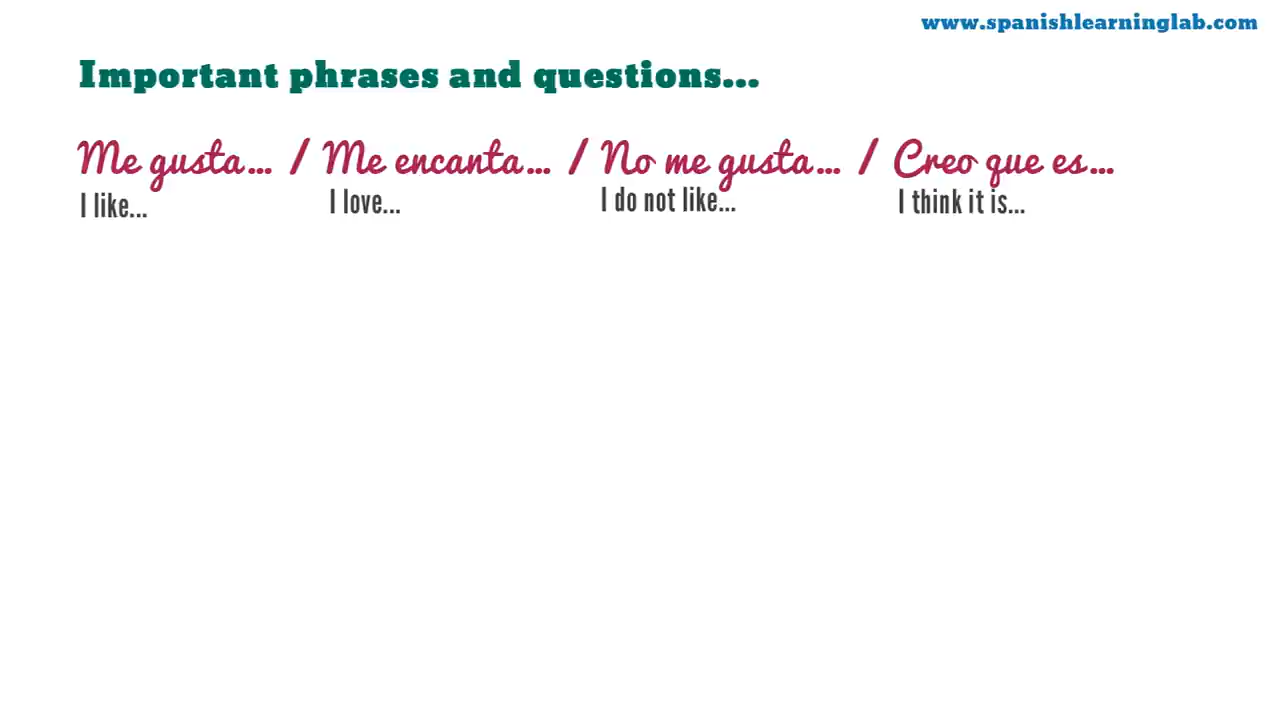 www.spanishlearninglab.com
Important phrases and questions...
Me gusta... / Me encanta... / No me gusta... / Creo que es...
I like... I love... I do not like... I think it is...